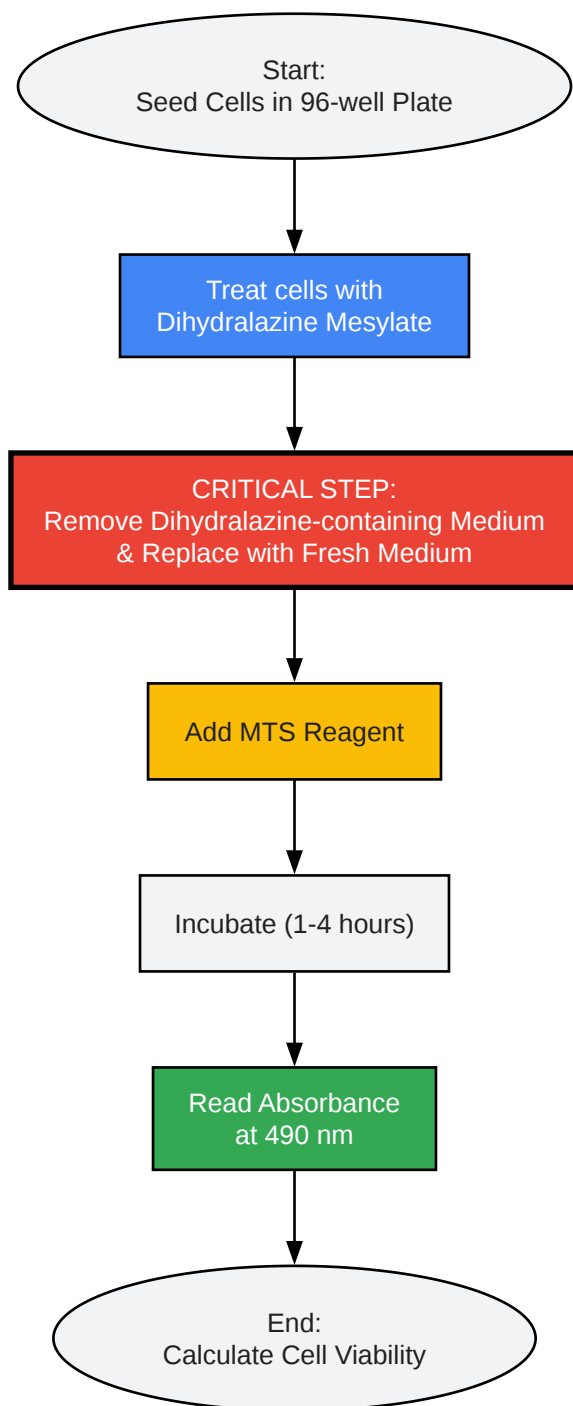 Start:
Seed Cells in 96-well Plate
Treat cells with
Dihydralazine Mesylate
CRITICAL STEP:
Remove Dihydralazine-containing Medium
& Replace with Fresh Medium
Add MTS Reagent
Incubate (1-4 hours)
Read Absorbance
at 490 nm
End:
Calculate Cell Viability